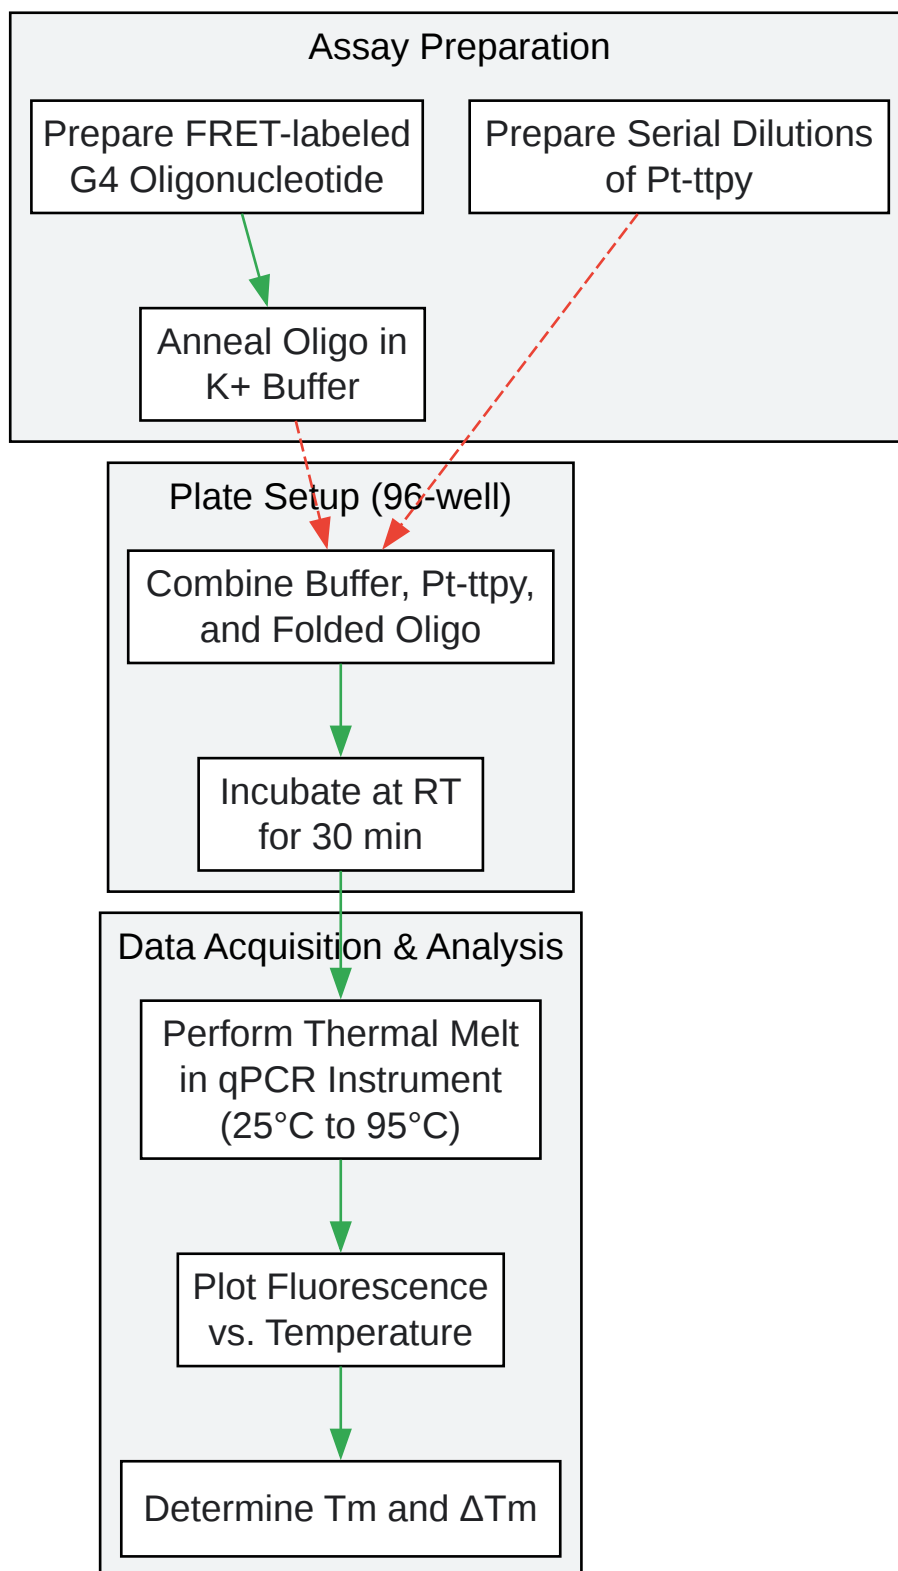 Assay Preparation
Prepare FRET-labeled
G4 Oligonucleotide
Prepare Serial Dilutions
of Pt-ttpy
Anneal Oligo in
K+ Buffer
Plate Setup (96-well)
Combine Buffer, Pt-ttpy,
and Folded Oligo
Incubate at RT
for 30 min
Data Acquisition & Analysis
Perform Thermal Melt
in qPCR Instrument
(25°C to 95°C)
Plot Fluorescence
vs. Temperature
Determine Tm and ΔTm